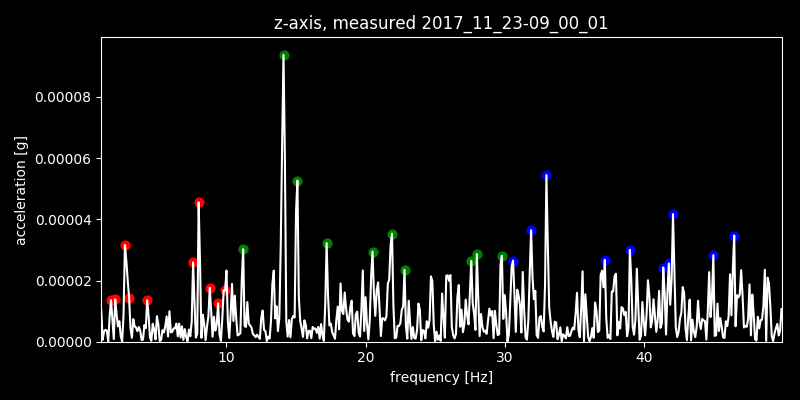 z-axis, measured 2017_11_23-09_00_01
0.00008
0.00006
0.00004
0.00002
0.00000
acceleration [g]
10 20 30 40
frequency [Hz]